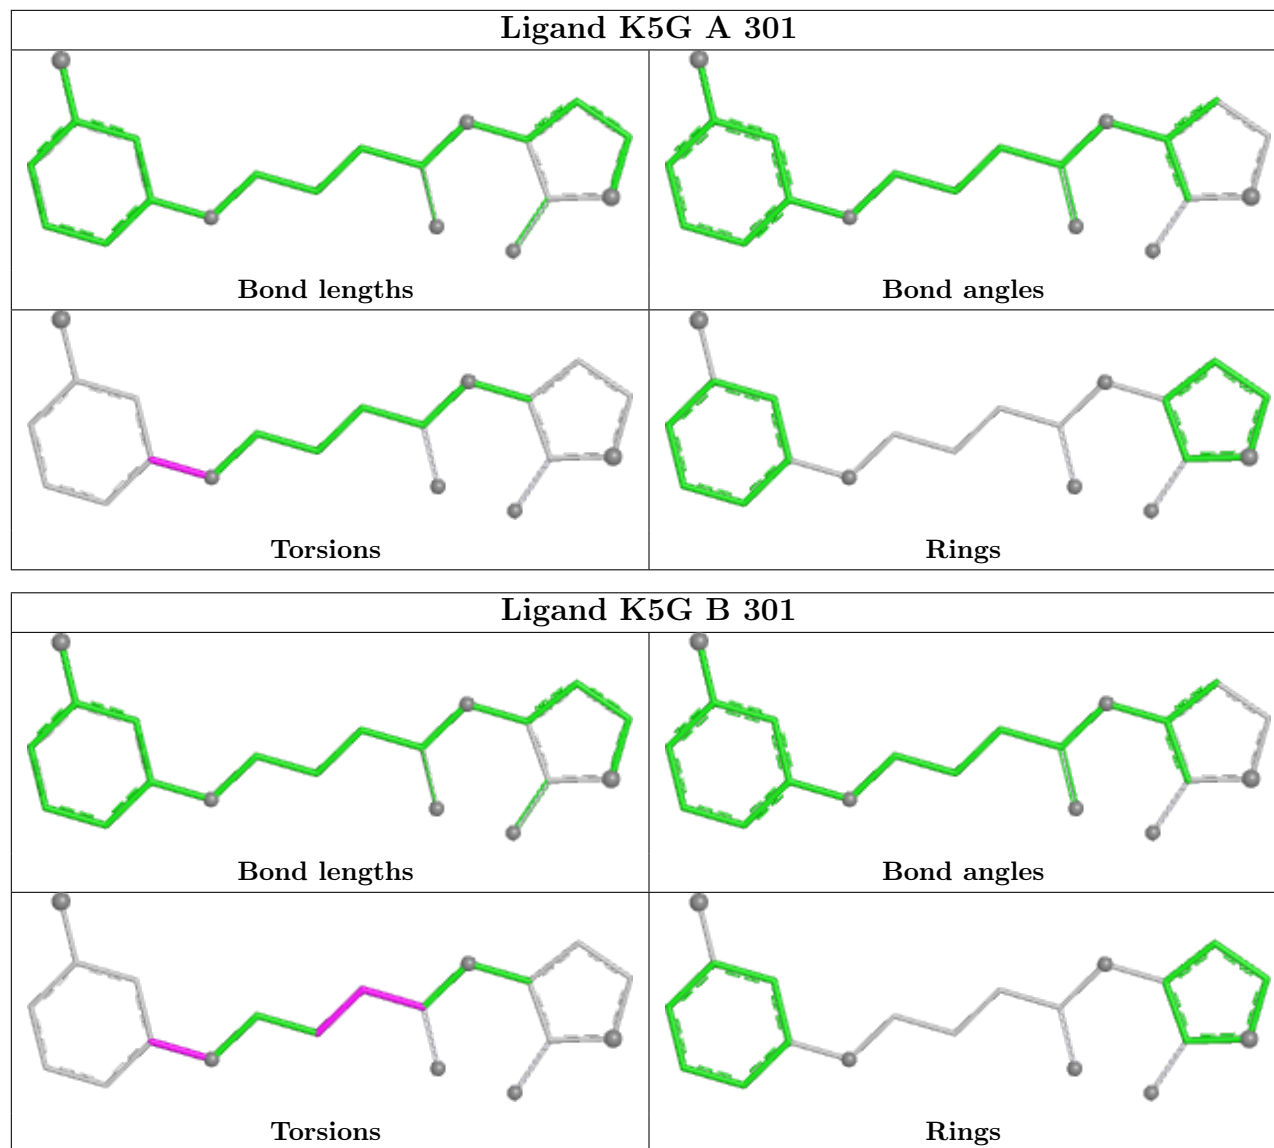 Ligand K5G A 301
Bond lengths
Bond angles
Torsions
Rings
Ligand K5G B 301
Bond lengths
Bond angles
Torsions
Rings